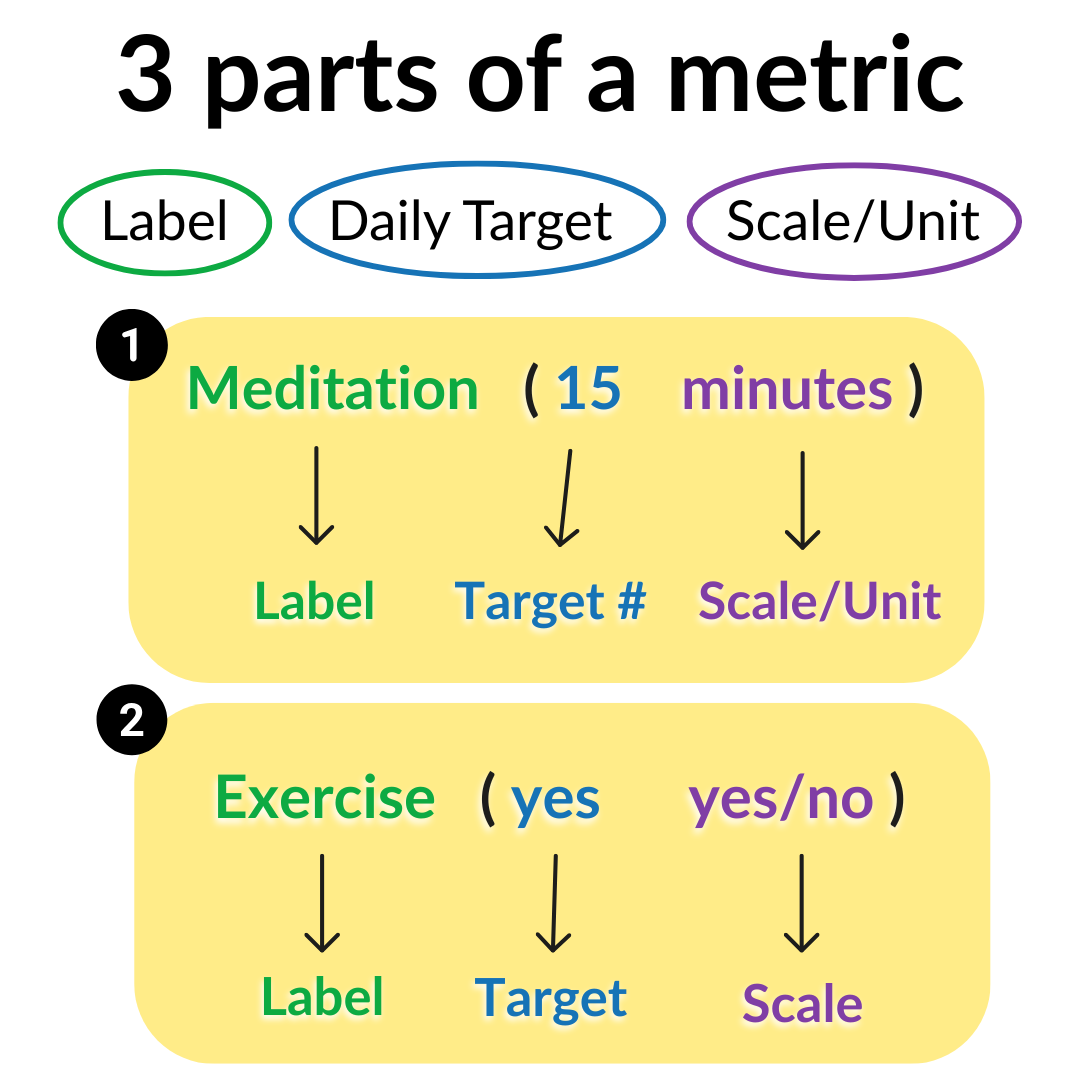 3 parts of a metric
Label Daily Target Scale/Unit
1
Meditation ( 15 minutes )
Label Target # Scale/Unit
2
Exercise ( yes yes/no )
Label Target Scale